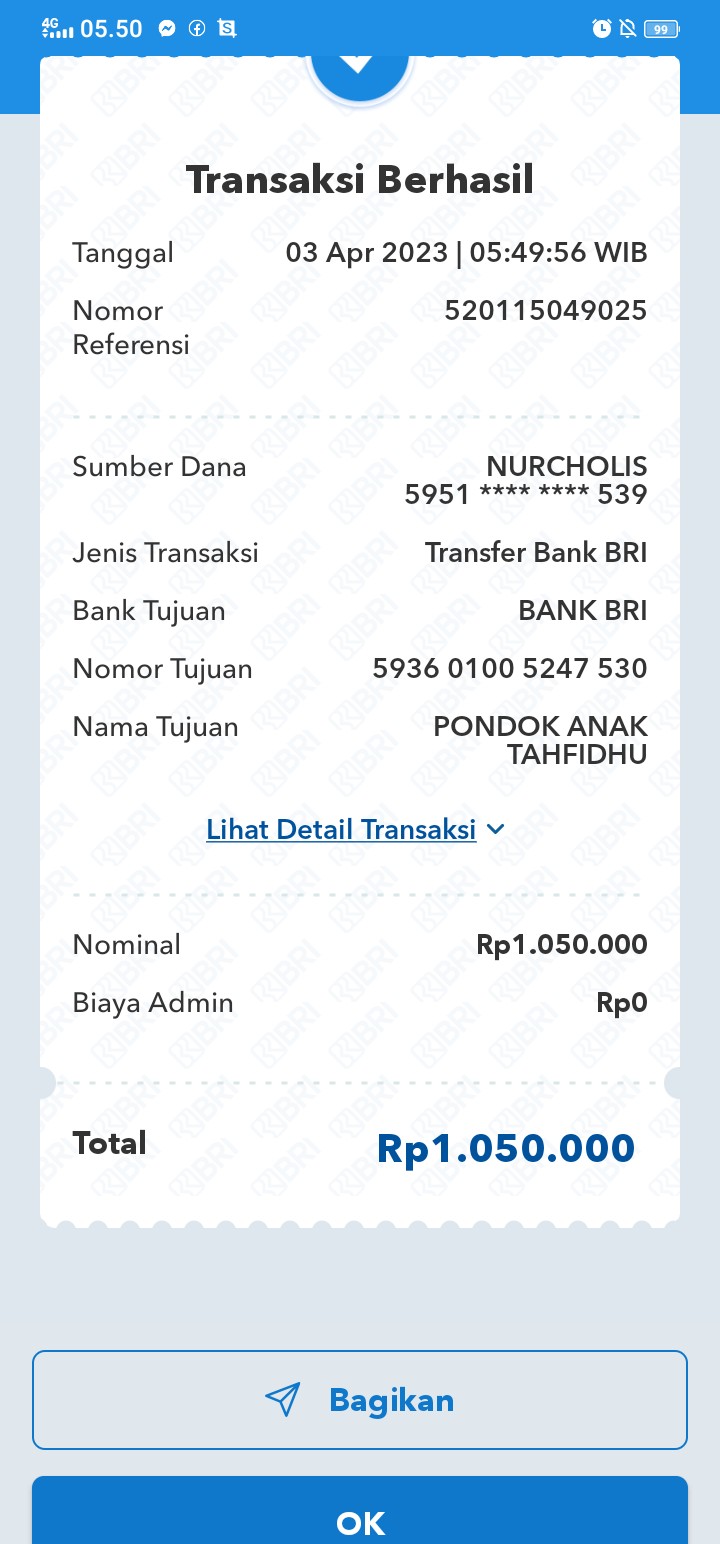 4G 05.50 99
Transaksi Berhasil
Tanggal 03 Apr 2023 | 05:49:56 WIB
Nomor 520115049025
Referensi
Sumber Dana NURCHOLIS
5951 **** **** 539
Jenis Transaksi Transfer Bank BRI
Bank Tujuan BANK BRI
Nomor Tujuan 5936 0100 5247 530
Nama Tujuan PONDOK ANAK
TAHFIDHU
Lihat Detail Transaksi
Nominal Rp1.050.000
Biaya Admin Rp0
Total Rp1.050.000
Bagikan
OK